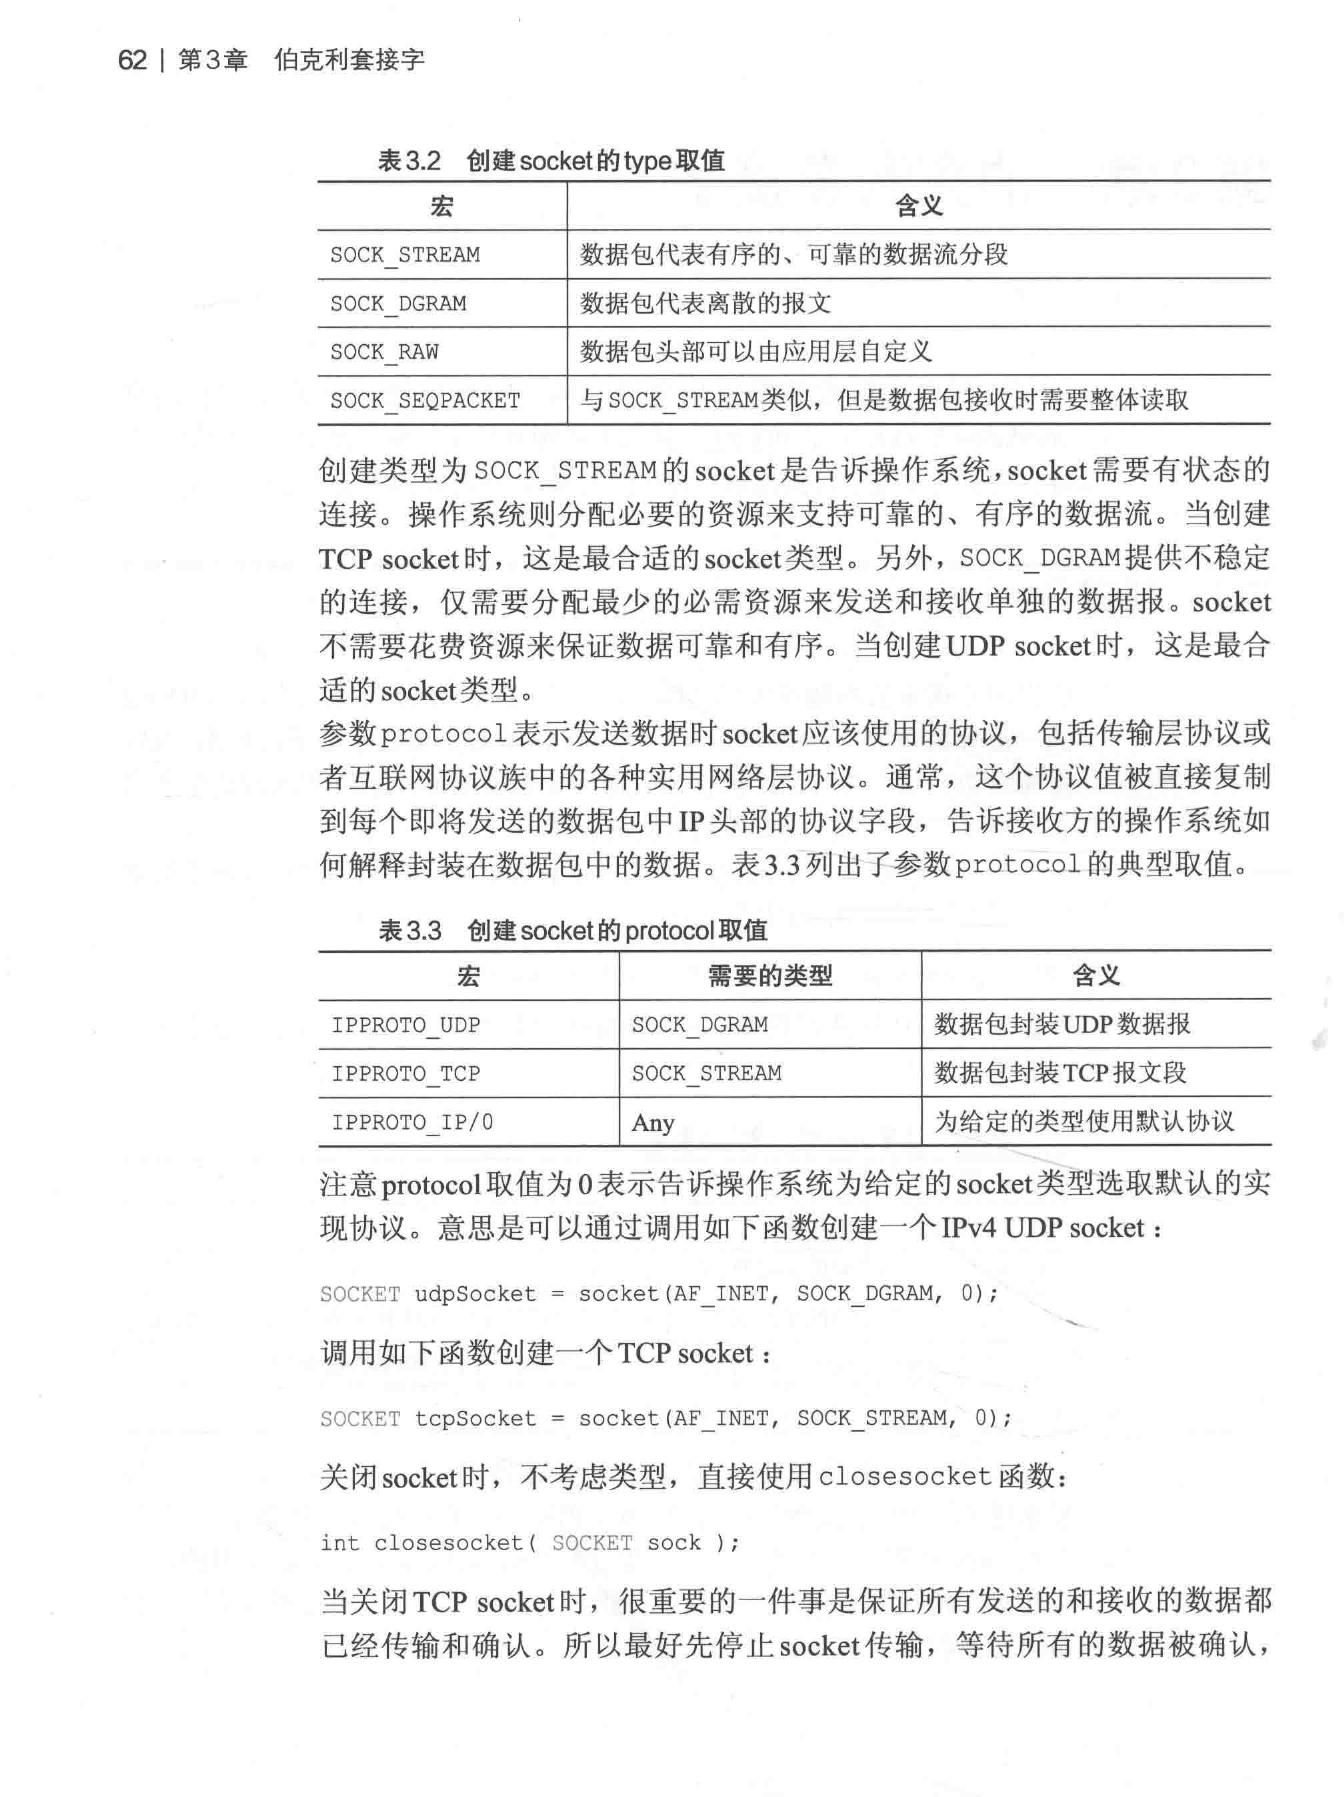 62 | 第3章 伯克利套接字
表3.2 创建socket的type取值
宏 含义
SOCK_STREAM 数据包代表有序的、可靠的数据流分段
SOCK_DGRAM 数据包代表离散的报文
SOCK_RAW 数据包头部可以由应用层自定义
SOCK_SEQPACKET 与SOCK_STREAM类似，但是数据包接收时需要整体读取
创建类型为SOCK_STREAM的socket是告诉操作系统，socket需要有状态的
连接。操作系统则分配必要的资源来支持可靠的、有序的数据流。当创建
TCP socket时，这是最合适的socket类型。另外，SOCK_DGRAM提供不稳定
的连接，仅需要分配最少的必需资源来发送和接收单独的数据报。socket
不需要花费资源来保证数据可靠和有序。当创建UDP socket时，这是最合
适的socket类型。
参数protocol表示发送数据时socket应该使用的协议，包括传输层协议或
者互联网协议族中的各种实用网络层协议。通常，这个协议值被直接复制
到每个即将发送的数据包中IP头部的协议字段，告诉接收方的操作系统如
何解释封装在数据包中的数据。表3.3列出了参数protocol的典型取值。
表3.3 创建socket的protocol取值
宏 需要的类型 含义
IPPROTO_UDP SOCK_DGRAM 数据包封装UDP数据报
IPPROTO_TCP SOCK_STREAM 数据包封装TCP报文段
IPPROTO_IP/0 Any 为给定的类型使用默认协议
注意protocol取值为0表示告诉操作系统为给定的socket类型选取默认的实
现协议。意思是可以通过调用如下函数创建一个IPv4 UDP socket：
SOCKET udpSocket = socket(AF_INET, SOCK_DGRAM, 0);
调用如下函数创建一个TCP socket：
SOCKET tcpSocket = socket(AF_INET, SOCK_STREAM, 0);
关闭socket时，不考虑类型，直接使用closesocket函数：
int closesocket( SOCKET sock );
当关闭TCP socket时，很重要的一件事是保证所有发送的和接收的数据都
已经传输和确认。所以最好先停止socket传输，等待所有的数据被确认，